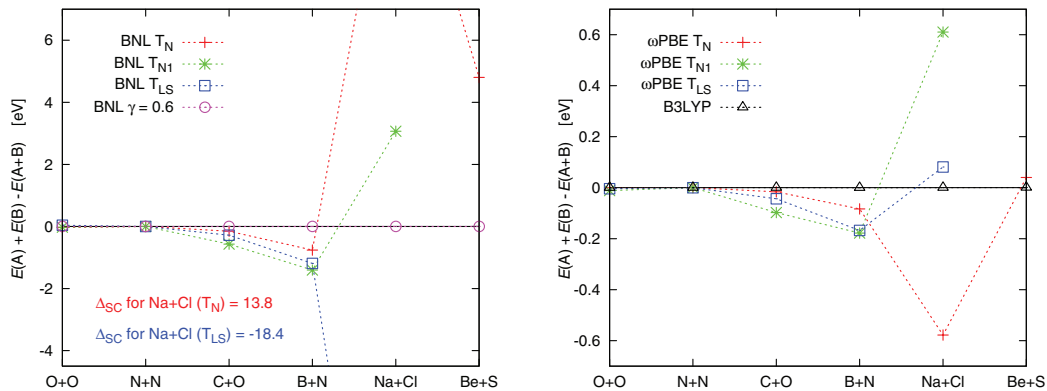 E(A) + E(B) - E(A+B) [eV]
6
4
2
0
-2
-4
BNL T_N
BNL T_N1
BNL T_LS
BNL γ = 0.6
Δ_SC for Na+Cl (T_N) = 13.8
Δ_SC for Na+Cl (T_LS) = -18.4
O+O N+N C+O B+N Na+Cl Be+S
E(A) + E(B) - E(A+B) [eV]
0.6
0.4
0.2
0
-0.2
-0.4
-0.6
ωPBE T_N
ωPBE T_N1
ωPBE T_LS
B3LYP
O+O N+N C+O B+N Na+Cl Be+S